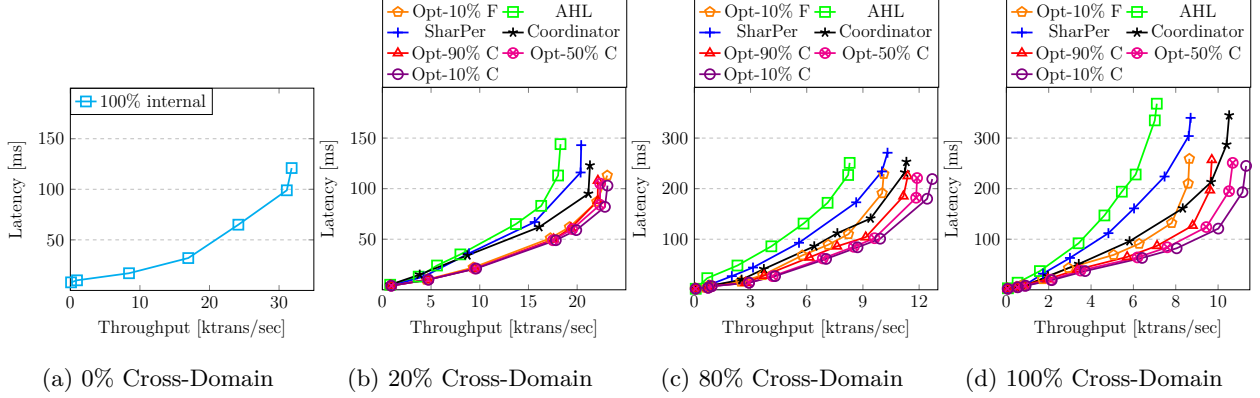 100% internal
150
100
50
Latency [ms]
0 10 20 30
Throughput [ktrans/sec]
(a) 0% Cross-Domain
Opt-10% F AHL
SharPer Coordinator
Opt-90% C Opt-50% C
Opt-10% C
150
100
50
Latency [ms]
0 5 10 15 20
Throughput [ktrans/sec]
(b) 20% Cross-Domain
Opt-10% F AHL
SharPer Coordinator
Opt-90% C Opt-50% C
Opt-10% C
300
200
100
Latency [ms]
0 3 6 9 12
Throughput [ktrans/sec]
(c) 80% Cross-Domain
Opt-10% F AHL
SharPer Coordinator
Opt-90% C Opt-50% C
Opt-10% C
300
200
100
Latency [ms]
0 2 4 6 8 10
Throughput [ktrans/sec]
(d) 100% Cross-Domain